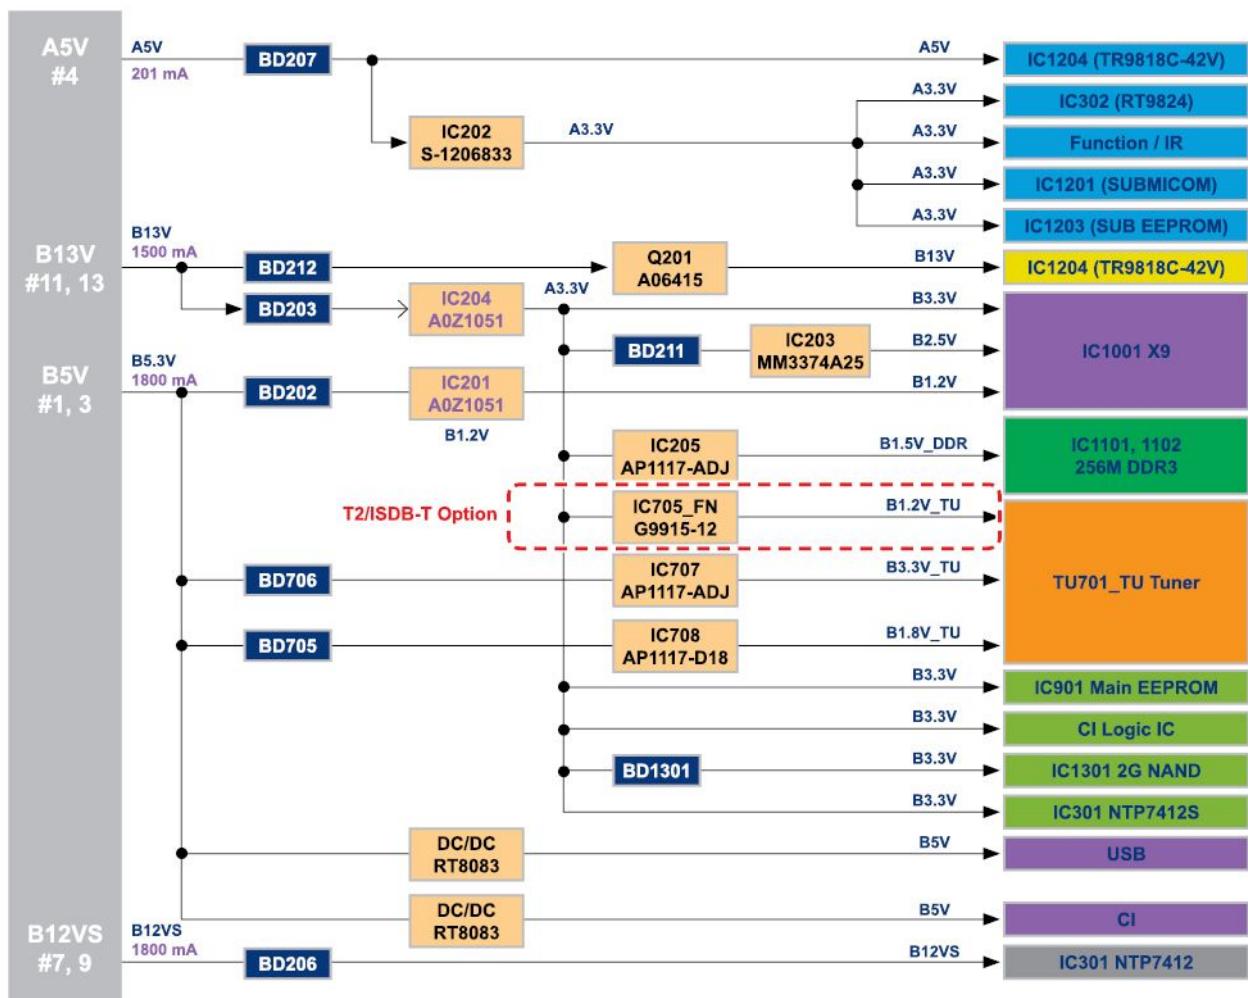 A5V
#4
A5V
201 mA
BD207
A5V
IC1204 (TR9818C-42V)
IC202
S-1206833
A3.3V
A3.3V
IC302 (RT9824)
A3.3V
Function / IR
A3.3V
IC1201 (SUBMICOM)
A3.3V
IC1203 (SUB EEPROM)
B13V
#11, 13
B13V
1500 mA
BD212
Q201
A06415
B13V
IC1204 (TR9818C-42V)
BD203
IC204
A0Z1051
A3.3V
B3.3V
IC1001 X9
BD211
IC203
MM3374A25
B2.5V
B5V
#1, 3
B5.3V
1800 mA
BD202
IC201
A0Z1051
B1.2V
B1.2V
IC205
AP1117-ADJ
B1.5V_DDR
IC1101, 1102
256M DDR3
T2/ISDB-T Option
IC705_FN
G9915-12
B1.2V_TU
BD706
IC707
AP1117-ADJ
B3.3V_TU
TU701_TU Tuner
BD705
IC708
AP1117-D18
B1.8V_TU
B3.3V
IC901 Main EEPROM
B3.3V
CI Logic IC
BD1301
B3.3V
IC1301 2G NAND
B3.3V
IC301 NTP7412S
DC/DC
RT8083
B5V
USB
DC/DC
RT8083
B5V
CI
B12VS
#7, 9
B12VS
1800 mA
BD206
B12VS
IC301 NTP7412